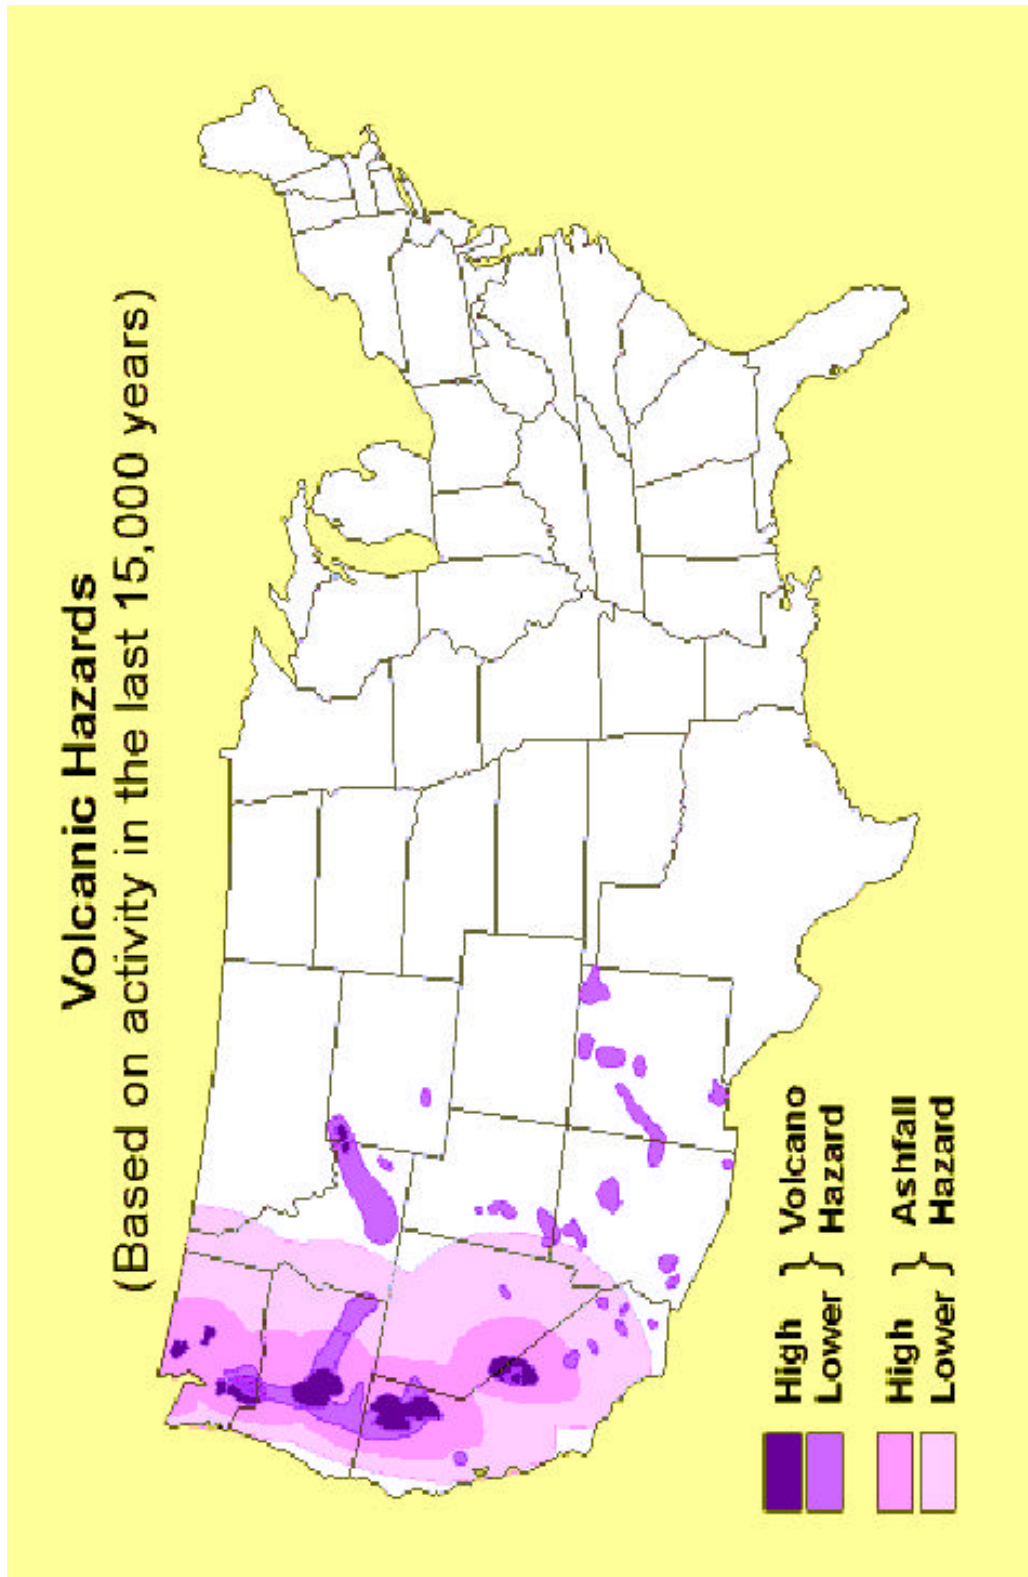 Volcanic Hazards
(Based on activity in the last 15,000 years)
High } Volcano
Lower } Hazard
High } Ashfall
Lower } Hazard